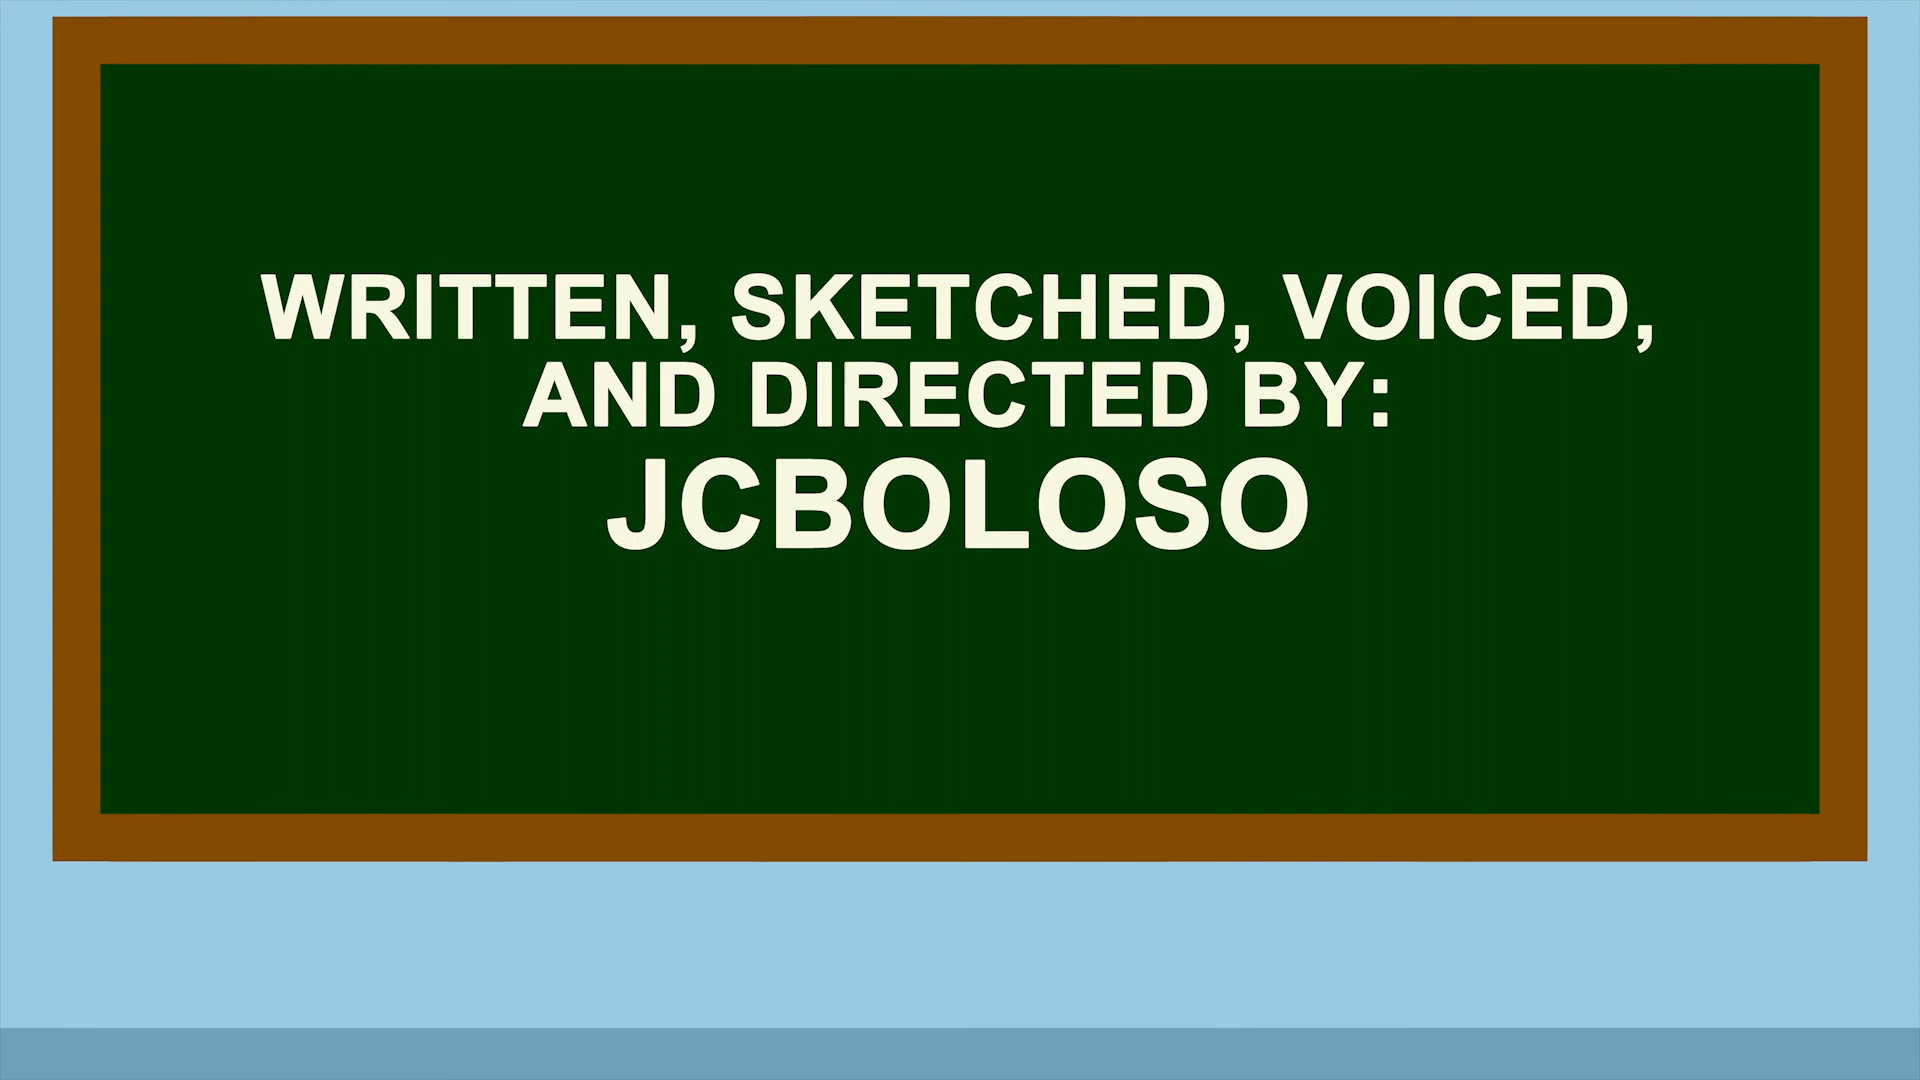 WRITTEN, SKETCHED, VOICED,
AND DIRECTED BY:
JCBOLOSO